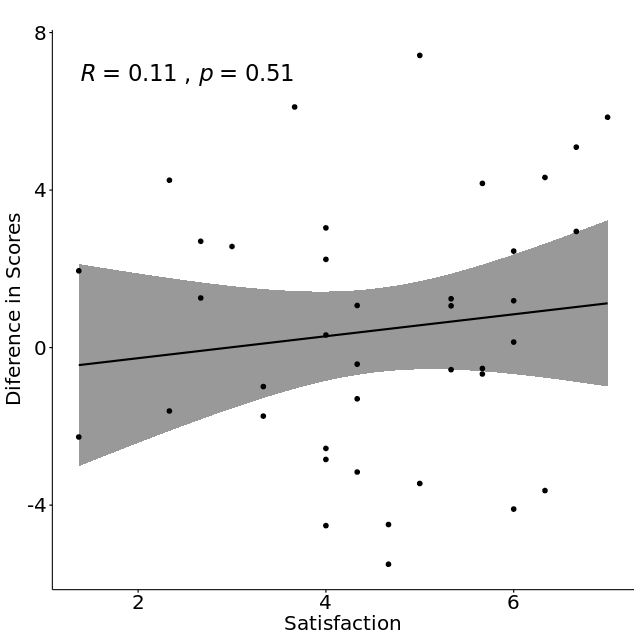 8
R = 0.11 , p = 0.51
4
0
-4
Diference in Scores
2 4 6
Satisfaction